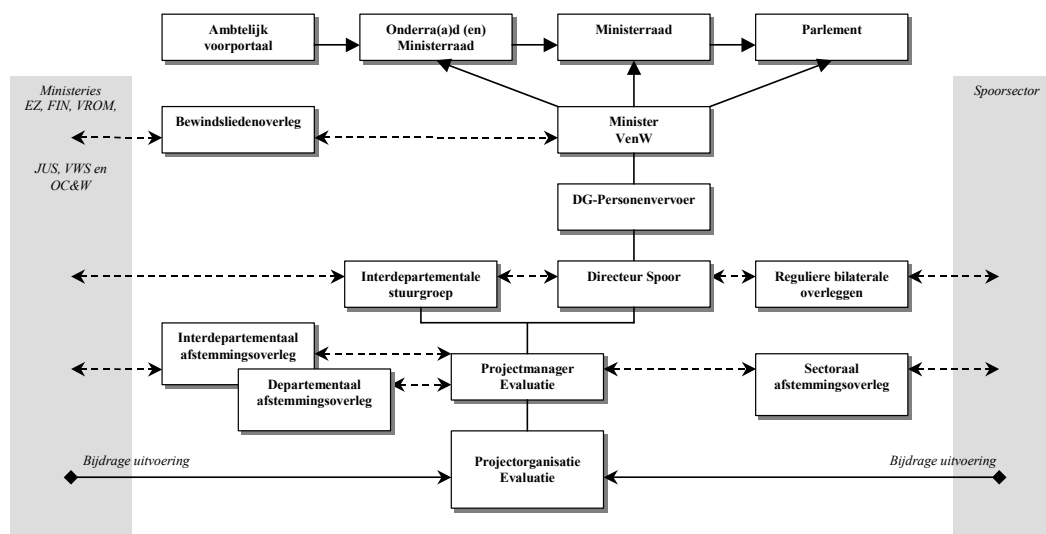 Ambtelijk
voorportaal
Onderra(a)d (en)
Ministerraad
Ministerraad
Parlement
Ministeries
EZ, FIN, VROM,
JUS, VWS en
OC&W
Spoorsector
Bewindsliedenoverleg
Minister
VenW
DG-Personenvervoer
Interdepartementale
stuurgroep
Directeur Spoor
Reguliere bilaterale
overleggen
Interdepartementaal
afstemmingsoverleg
Departementaal
afstemmingsoverleg
Projectmanager
Evaluatie
Sectoraal
afstemmingsoverleg
Bijdrage uitvoering
Projectorganisatie
Evaluatie
Bijdrage uitvoering